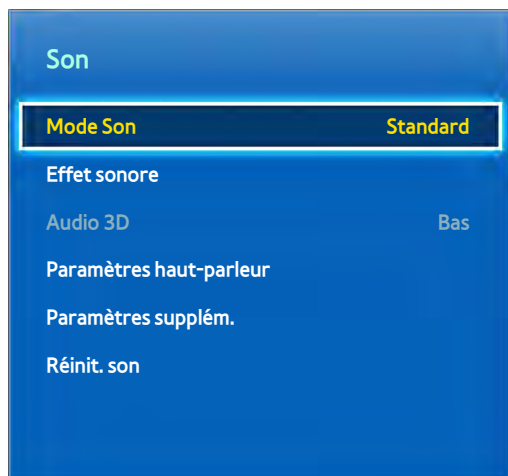 Son
Mode Son Standard
Effet sonore
Audio 3D Bas
Paramètres haut-parleur
Paramètres supplém.
Réinit. son